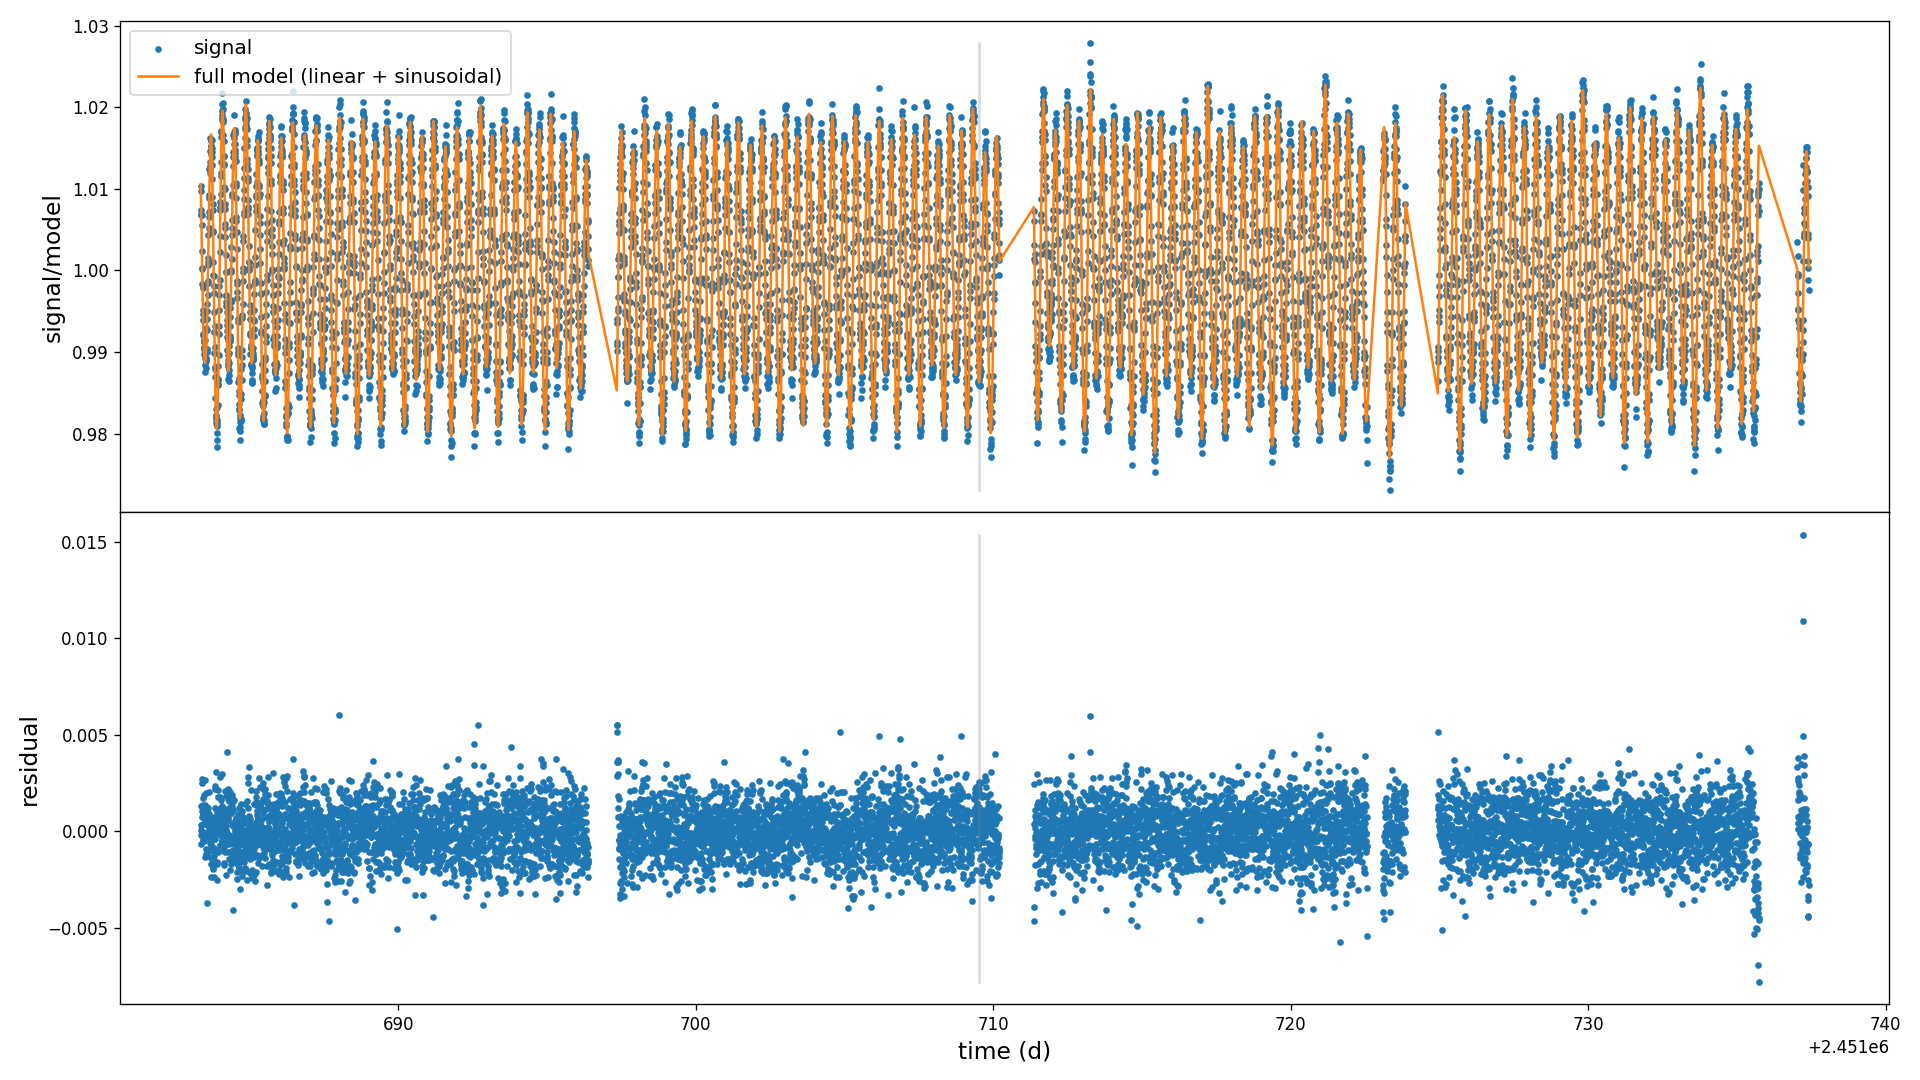 signal
full model (linear + sinusoidal)
signal/model
1.03
1.02
1.01
1.00
0.99
0.98
residual
0.015
0.010
0.005
0.000
−0.005
690
700
710
720
730
740
time (d)
+2.451e6